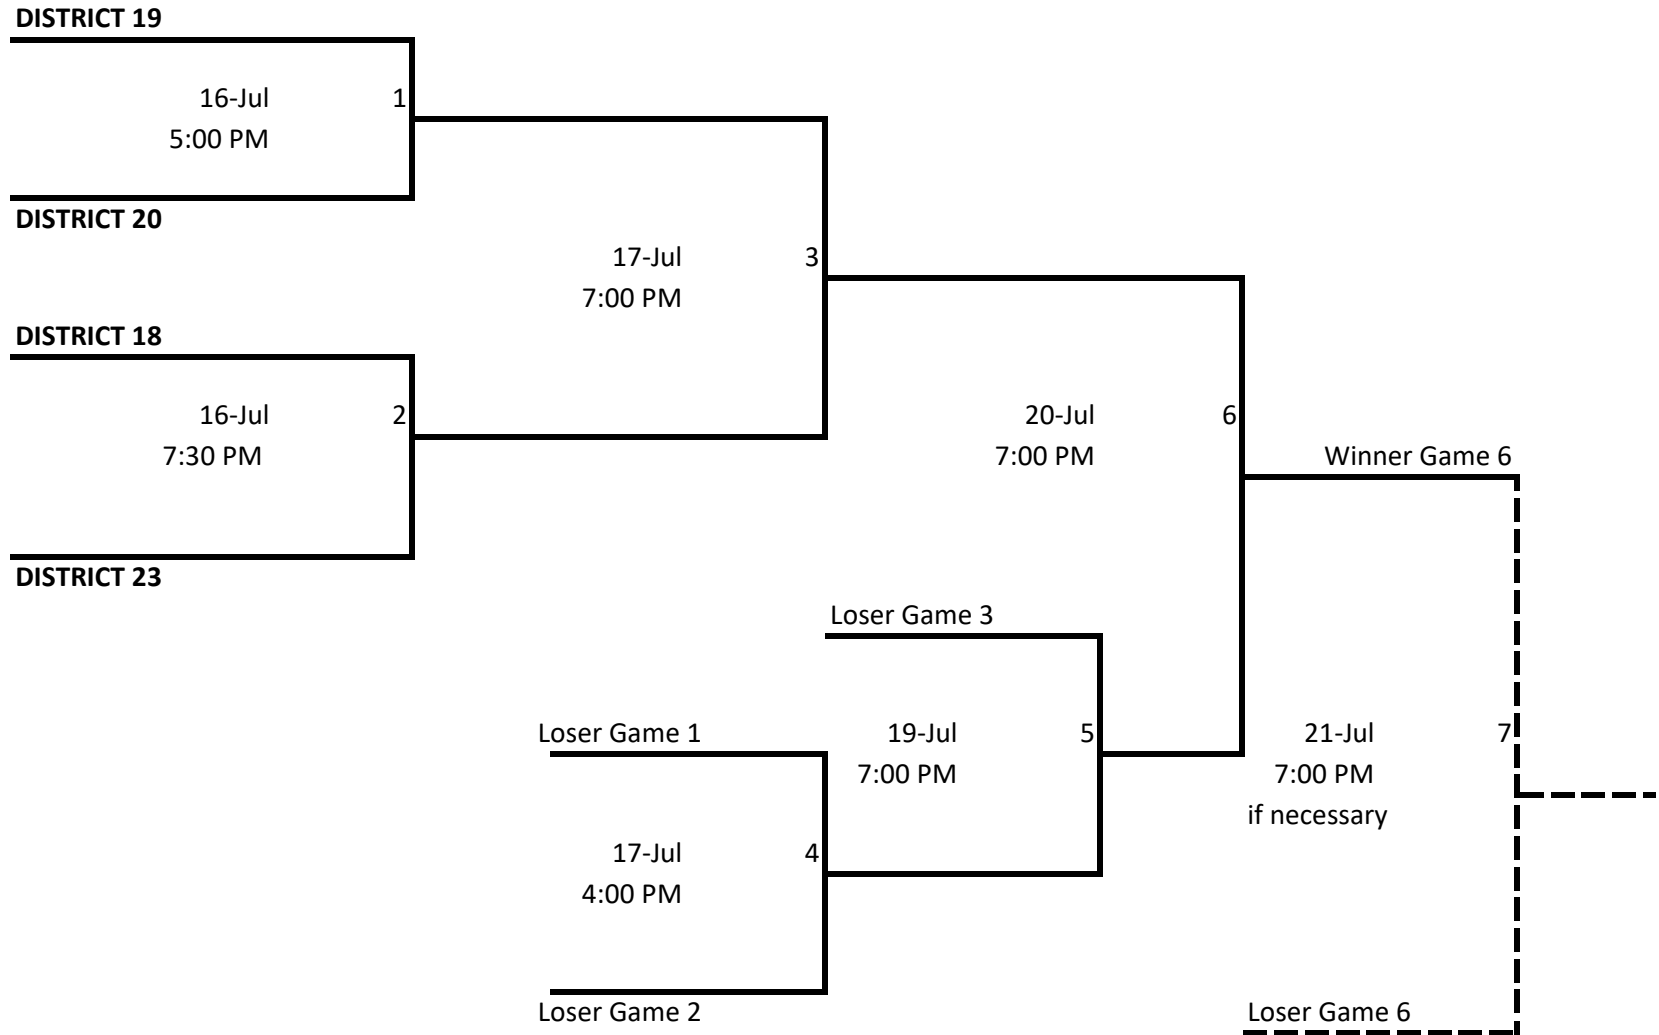 DISTRICT 19
16-Jul 1
5:00 PM
DISTRICT 20
17-Jul 3
7:00 PM
DISTRICT 18
16-Jul 2
7:30 PM
20-Jul 6
7:00 PM
Winner Game 6
DISTRICT 23
Loser Game 3
Loser Game 1
19-Jul 5
7:00 PM
21-Jul 7
7:00 PM
if necessary
17-Jul 4
4:00 PM
Loser Game 2
Loser Game 6